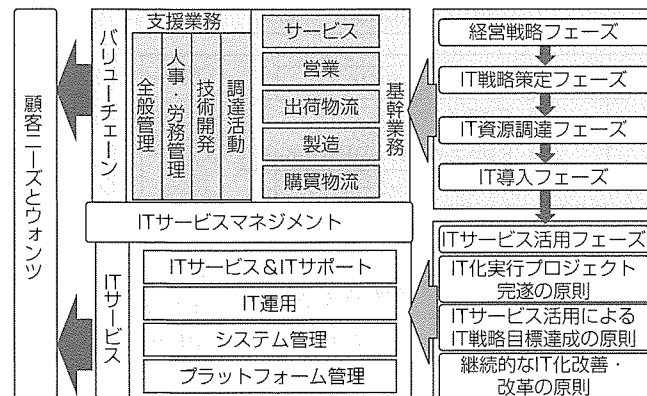 顧客ニーズとウォンツ
バリューチェーン
支援業務
全般管理
人事・労務管理
技術開発
調達活動
サービス
営業
出荷物流
製造
購買物流
基幹業務
ITサービスマネジメント
ITサービス
ITサービス&ITサポート
IT運用
システム管理
プラットフォーム管理
経営戦略フェーズ
IT戦略策定フェーズ
IT資源調達フェーズ
IT導入フェーズ
ITサービス活用フェーズ
IT化実行プロジェクト
完遂の原則
ITサービス活用による
IT戦略目標達成の原則
継続的なIT化改善・
改革の原則